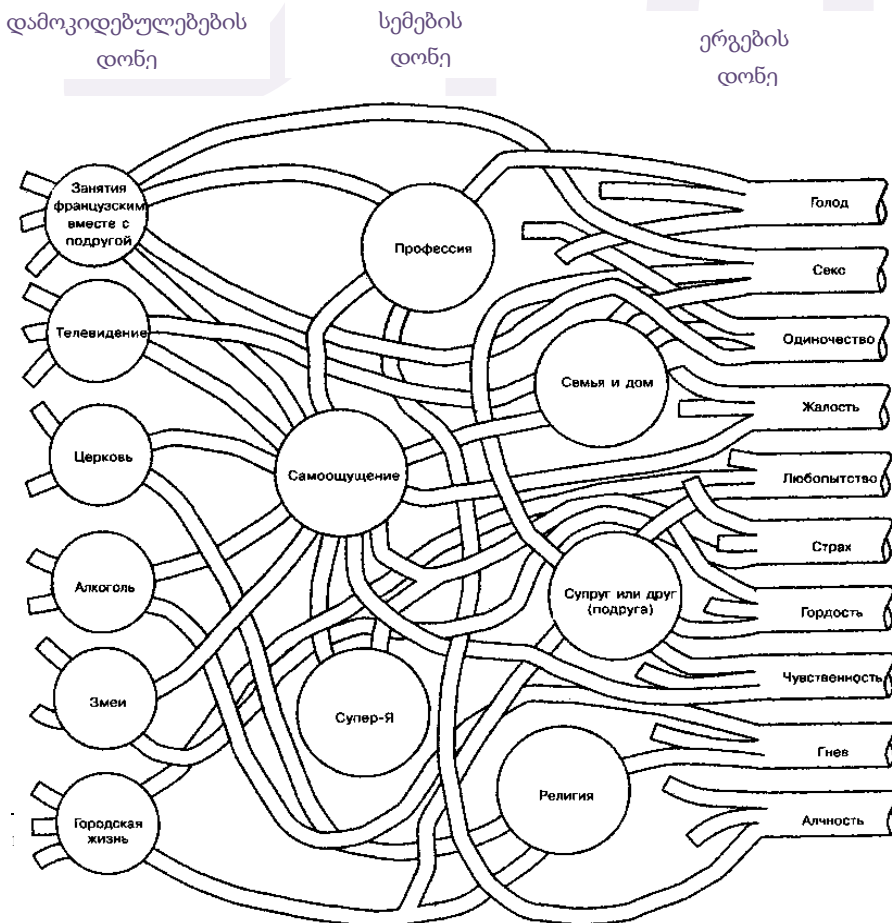 დამოკიდებულებების
დონე
სემების
დონე
ერგების
დონე
Занятия
французским
вместе с
подругой
Телевидение
Церковь
Алкоголь
Змеи
Городская
жизнь
Профессия
Семья и дом
Самоощущение
Супруг или друг
(подруга)
Супер-Я
Религия
Голод
Секс
Одиночество
Жалость
Любопытство
Страх
Гордость
Чувственность
Гнев
Алчность